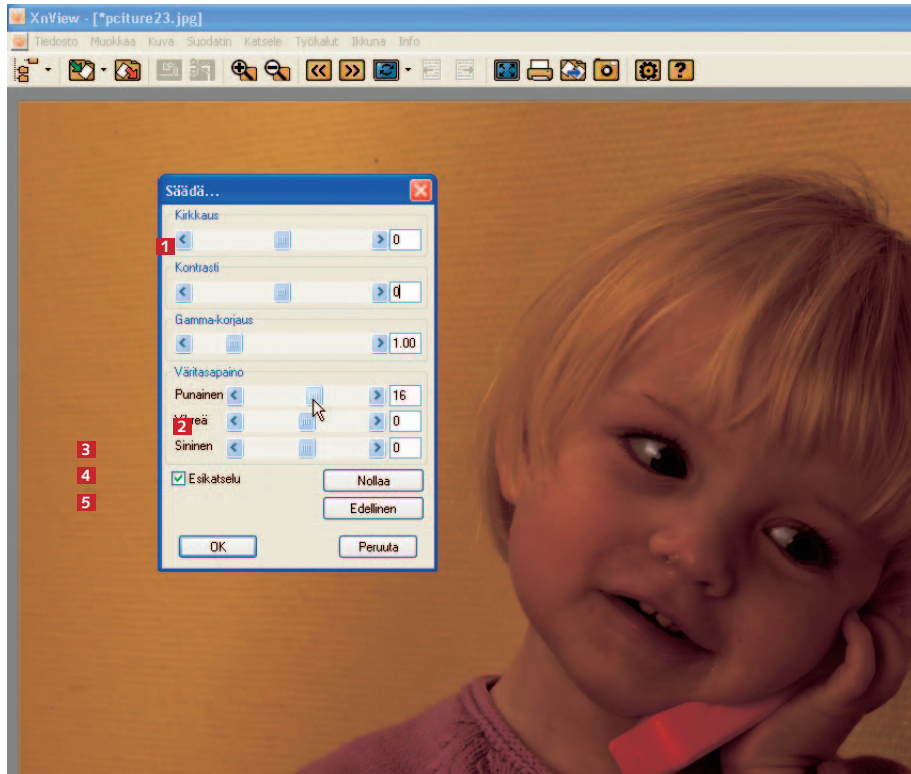 XnView - [*pciture23.jpg]
Tiedosto Muokkaa Kuva Suodatin Katsele Työkalut Ikkuna Info
Säädä...
Kirkkaus
1
0
Kontrasti
0
Gamma-korjaus
1.00
Väritasapaino
Punainen 16
2
0
Sininen 0
3
4
Esikatselu Nollaa
5
Edellinen
OK Peruuta